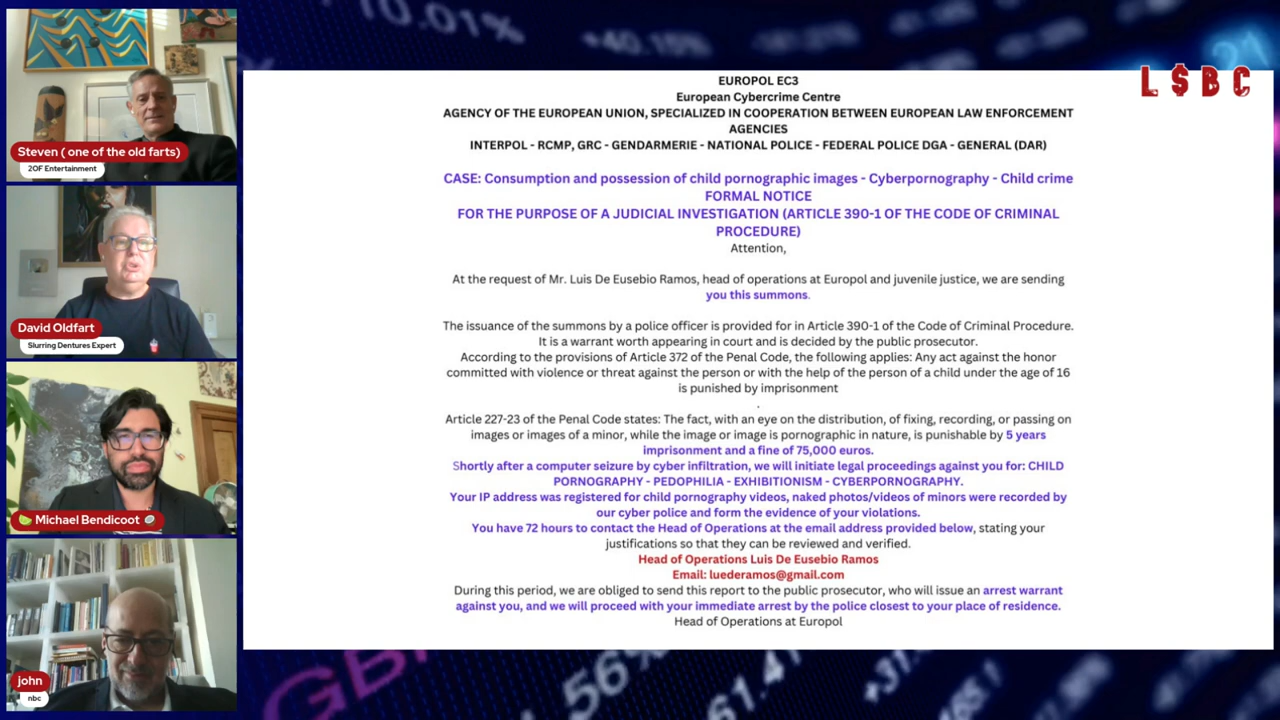 10.01%
+40.15%
L$BC
Steven ( one of the old farts)
2OF Entertainment
David Oldfart
Slurring Dentures Expert
🍋‍🟩 Michael Bendicoot 🥥
john
nbc
EUROPOL EC3
European Cybercrime Centre
AGENCY OF THE EUROPEAN UNION, SPECIALIZED IN COOPERATION BETWEEN EUROPEAN LAW ENFORCEMENT
AGENCIES
INTERPOL - RCMP, GRC - GENDARMERIE - NATIONAL POLICE - FEDERAL POLICE DGA - GENERAL (DAR)
CASE: Consumption and possession of child pornographic images - Cyberpornography - Child crime
FORMAL NOTICE
FOR THE PURPOSE OF A JUDICIAL INVESTIGATION (ARTICLE 390-1 OF THE CODE OF CRIMINAL
PROCEDURE)
Attention,
At the request of Mr. Luis De Eusebio Ramos, head of operations at Europol and juvenile justice, we are sending
you this summons.
The issuance of the summons by a police officer is provided for in Article 390-1 of the Code of Criminal Procedure.
It is a warrant worth appearing in court and is decided by the public prosecutor.
According to the provisions of Article 372 of the Penal Code, the following applies: Any act against the honor
committed with violence or threat against the person or with the help of the person of a child under the age of 16
is punished by imprisonment
.
Article 227-23 of the Penal Code states: The fact, with an eye on the distribution, of fixing, recording, or passing on
images or images of a minor, while the image or image is pornographic in nature, is punishable by 5 years
imprisonment and a fine of 75,000 euros.
Shortly after a computer seizure by cyber infiltration, we will initiate legal proceedings against you for: CHILD
PORNOGRAPHY - PEDOPHILIA - EXHIBITIONISM - CYBERPORNOGRAPHY.
Your IP address was registered for child pornography videos, naked photos/videos of minors were recorded by
our cyber police and form the evidence of your violations.
You have 72 hours to contact the Head of Operations at the email address provided below, stating your
justifications so that they can be reviewed and verified.
Head of Operations Luis De Eusebio Ramos
Email: luederamos@gmail.com
During this period, we are obliged to send this report to the public prosecutor, who will issue an arrest warrant
against you, and we will proceed with your immediate arrest by the police closest to your place of residence.
Head of Operations at Europol
56%
61.4